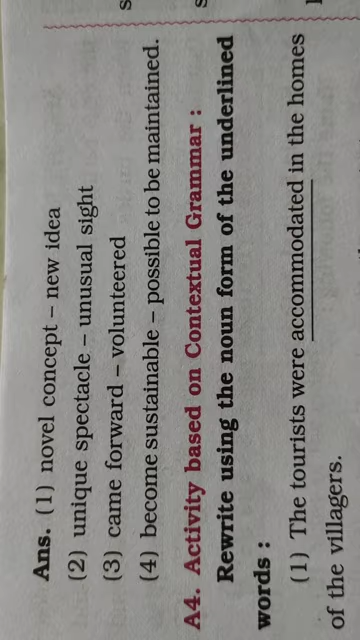 Ans. (1) novel concept – new idea
(2) unique spectacle – unusual sight
(3) came forward – volunteered
(4) become sustainable – possible to be maintained.
A4. Activity based on Contextual Grammar :
Rewrite using the noun form of the underlined
words :
(1) The tourists were accommodated in the homes
of the villagers.